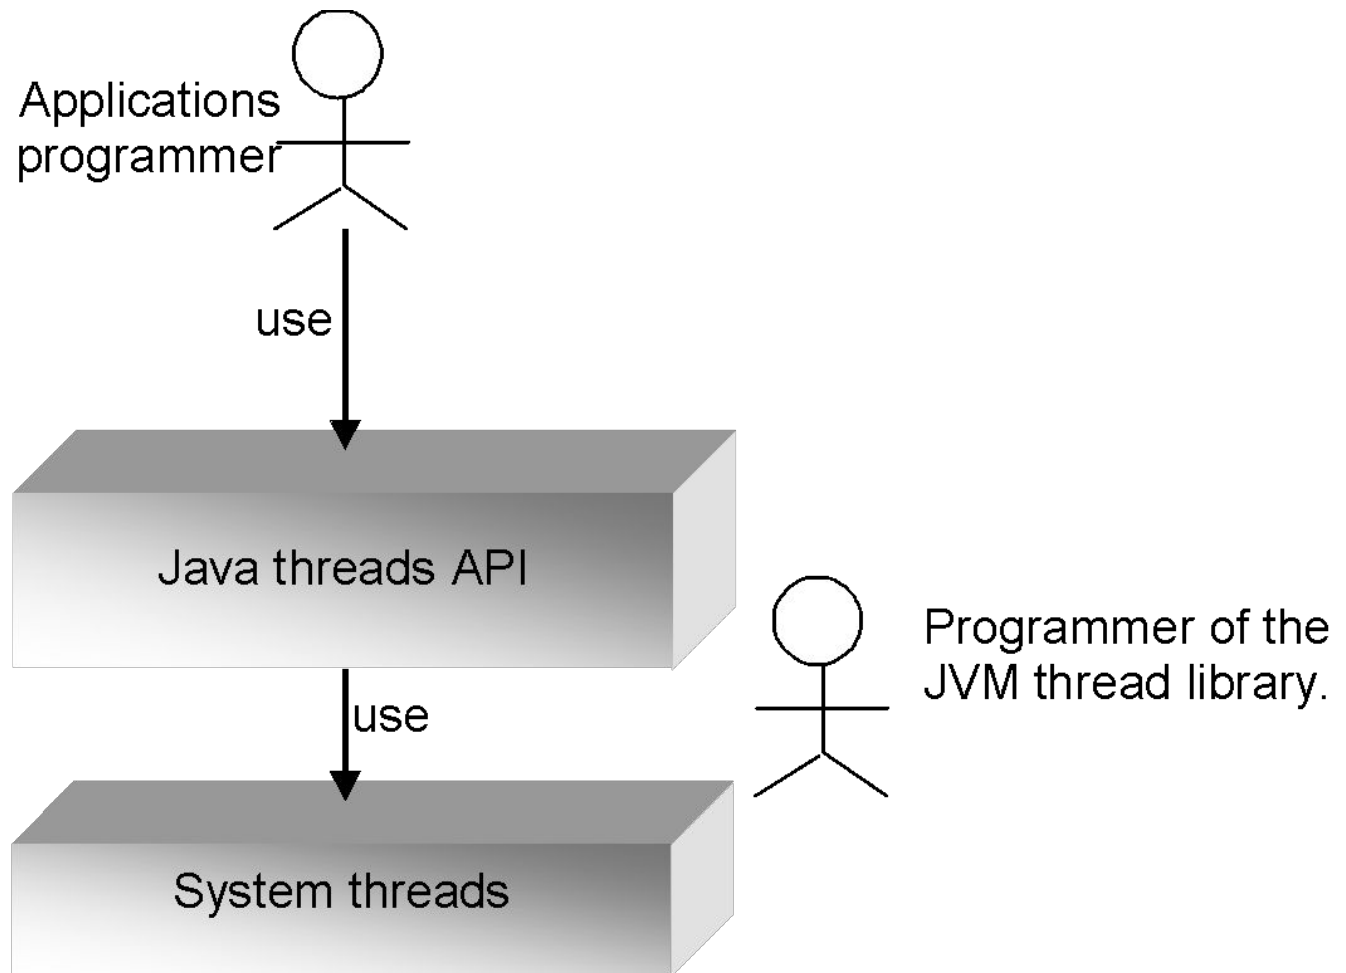 Applications
programmer
use
Java threads API
Programmer of the
JVM thread library.
use
System threads